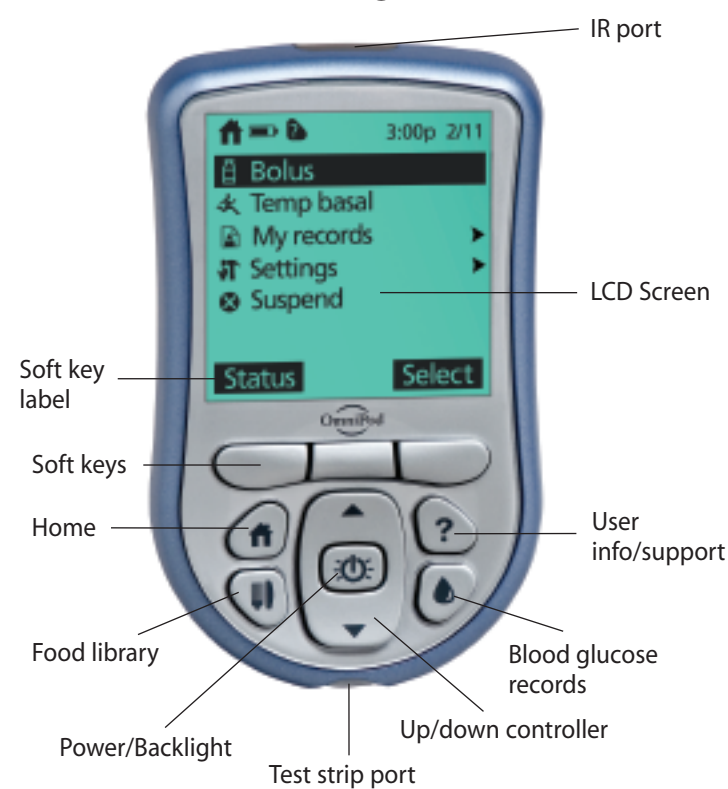 IR port
3:00p 2/11
Bolus
Temp basal
My records
Settings
Suspend
LCD Screen
Soft key
label
Status
Select
OmniPod
Soft keys
Home
?
User
info/support
Food library
Blood glucose
records
Up/down controller
Power/Backlight
Test strip port